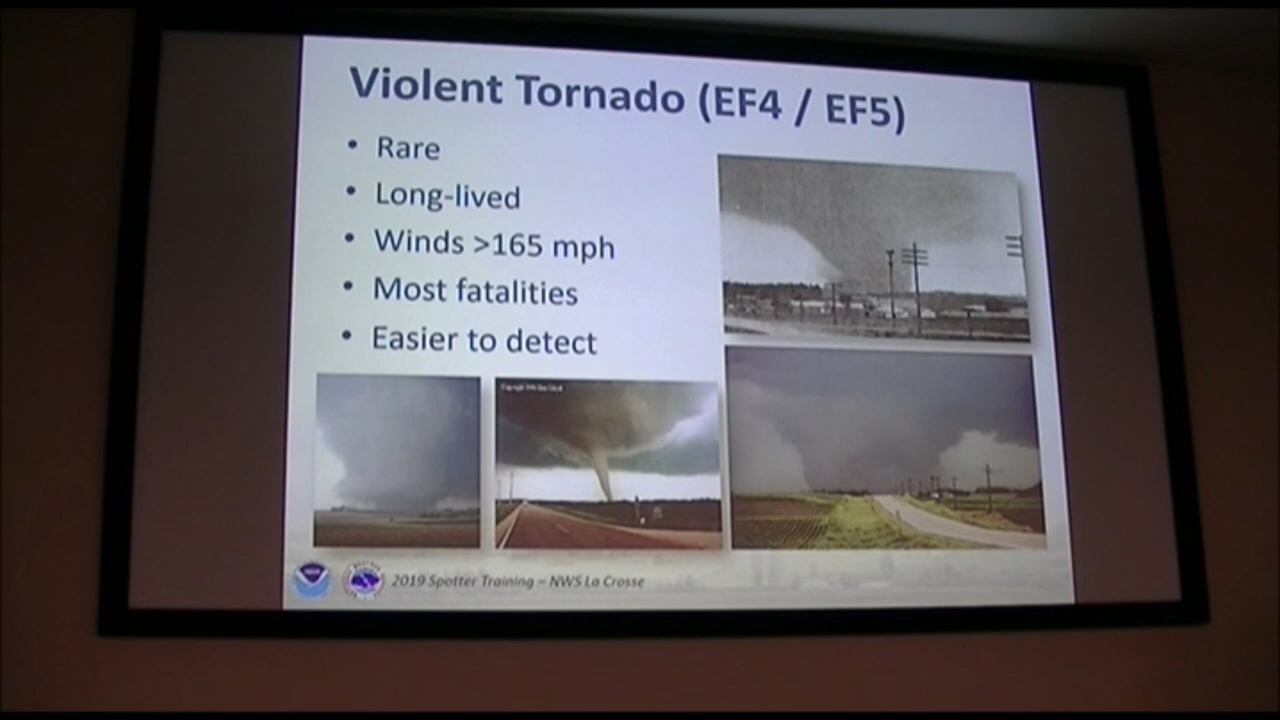 Violent Tornado (EF4 / EF5)
• Rare
• Long-lived
• Winds >165 mph
• Most fatalities
• Easier to detect
2019 Spotter Training – NWS La Crosse